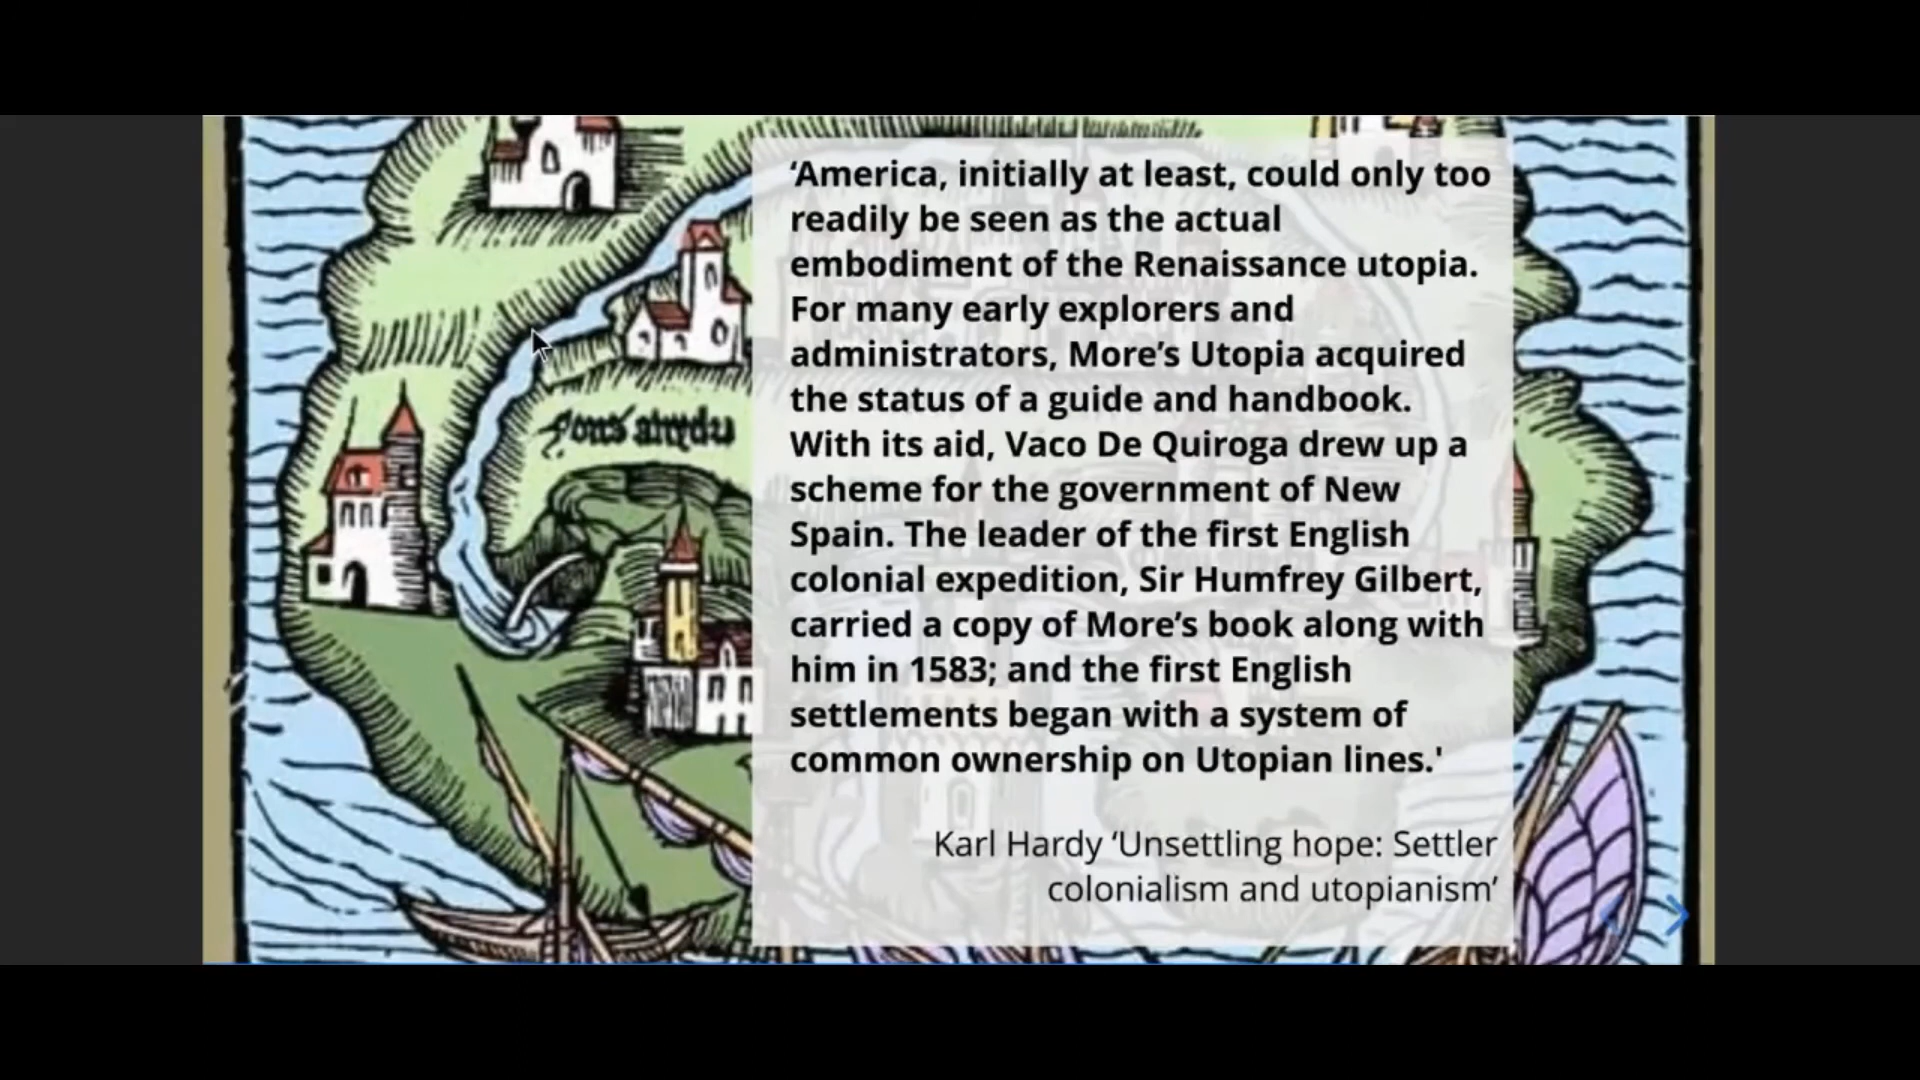 ‘America, initially at least, could only too
readily be seen as the actual
embodiment of the Renaissance utopia.
For many early explorers and
administrators, More’s Utopia acquired
the status of a guide and handbook.
With its aid, Vaco De Quiroga drew up a
scheme for the government of New
Spain. The leader of the first English
colonial expedition, Sir Humfrey Gilbert,
carried a copy of More’s book along with
him in 1583; and the first English
settlements began with a system of
common ownership on Utopian lines.'
Karl Hardy ‘Unsettling hope: Settler
colonialism and utopianism’